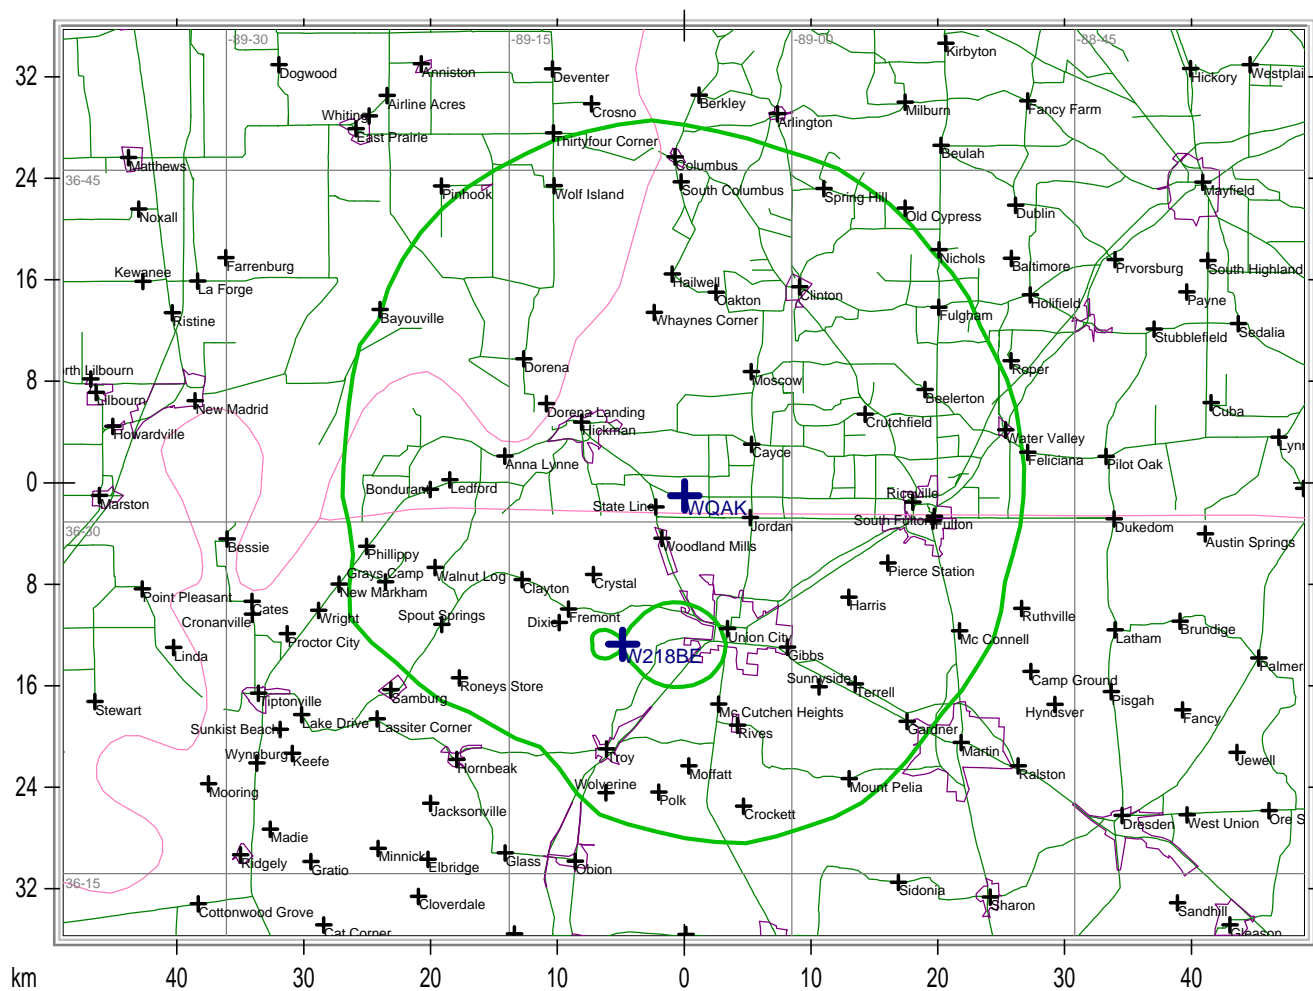 -89-30 -89-15 -89-00 -88-45
Kirbyton
32 Dogwood Anniston Deventer Hickory Westplai
Airline Acres Crosno Berkley Milburn Fancy Farm
Whiting Arlington
East Prairie Thirtyfour Corner
Matthews Columbus Beulah
24 36-45 Pinhook Wolf Island South Columbus Spring Hill Mayfield
Noxall Old Cypress Dublin
Farrenburg Nichols Baltimore Prvorsburg South Highland
16 Kewanee La Forge Hailwell Oakton Clinton Holifield Payne
Ristine Bayouville Whaynes Corner Fulgham Stubblefield Sedalia
Dorena Roper
8 rth Lilbourn Moscow
Lilbourn New Madrid Dorena Landing Beelerton Cuba
Howardville Hickman Crutchfield Water Valley Lynn
Anna Lynne Cayce Feliciana Pilot Oak
0 Bondurant Ledford
Marston State Line WQAK Riceville
Jordan South Fulton Fulton Dukedom
36-30 Bessie Woodland Mills Austin Springs
Phillippy
8 Point Pleasant Grays Camp Walnut Log Clayton Crystal Pierce Station
New Markham
Cates Wright Spout Springs Fremont Harris Ruthville
Cronanville Dixie Brundige
Linda Proctor City W218BE Union City Gibbs Mc Connell Latham
Palmer
16 Roneys Store Sunnyside Terrell Camp Ground
Stewart Tiptonville Samburg Mc Cutchen Heights Hyndsver Pisgah
Sunkist Beach Lake Drive Lassiter Corner Rives Gardner Fancy
Wynnburg Keefe Hornbeak Troy Martin Jewell
24 Mooring Wolverine Moffatt Mount Pelia Ralston
Jacksonville Polk Crockett Dresden West Union Ore S
Madie
Ridgely Gratio Minnick Elbridge Glass Obion
32 36-15 Cloverdale Sidonia Sharon
Cottonwood Grove Sandhill
Cat Corner Gleason
km 40 30 20 10 0 10 20 30 40